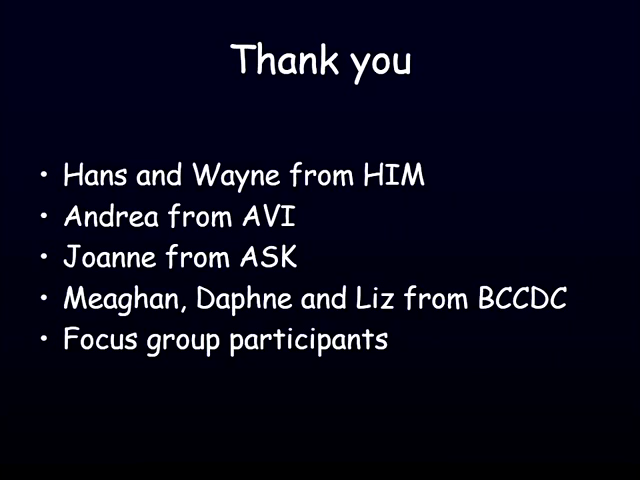 Thank you
• Hans and Wayne from HIM
• Andrea from AVI
• Joanne from ASK
• Meaghan, Daphne and Liz from BCCDC
• Focus group participants